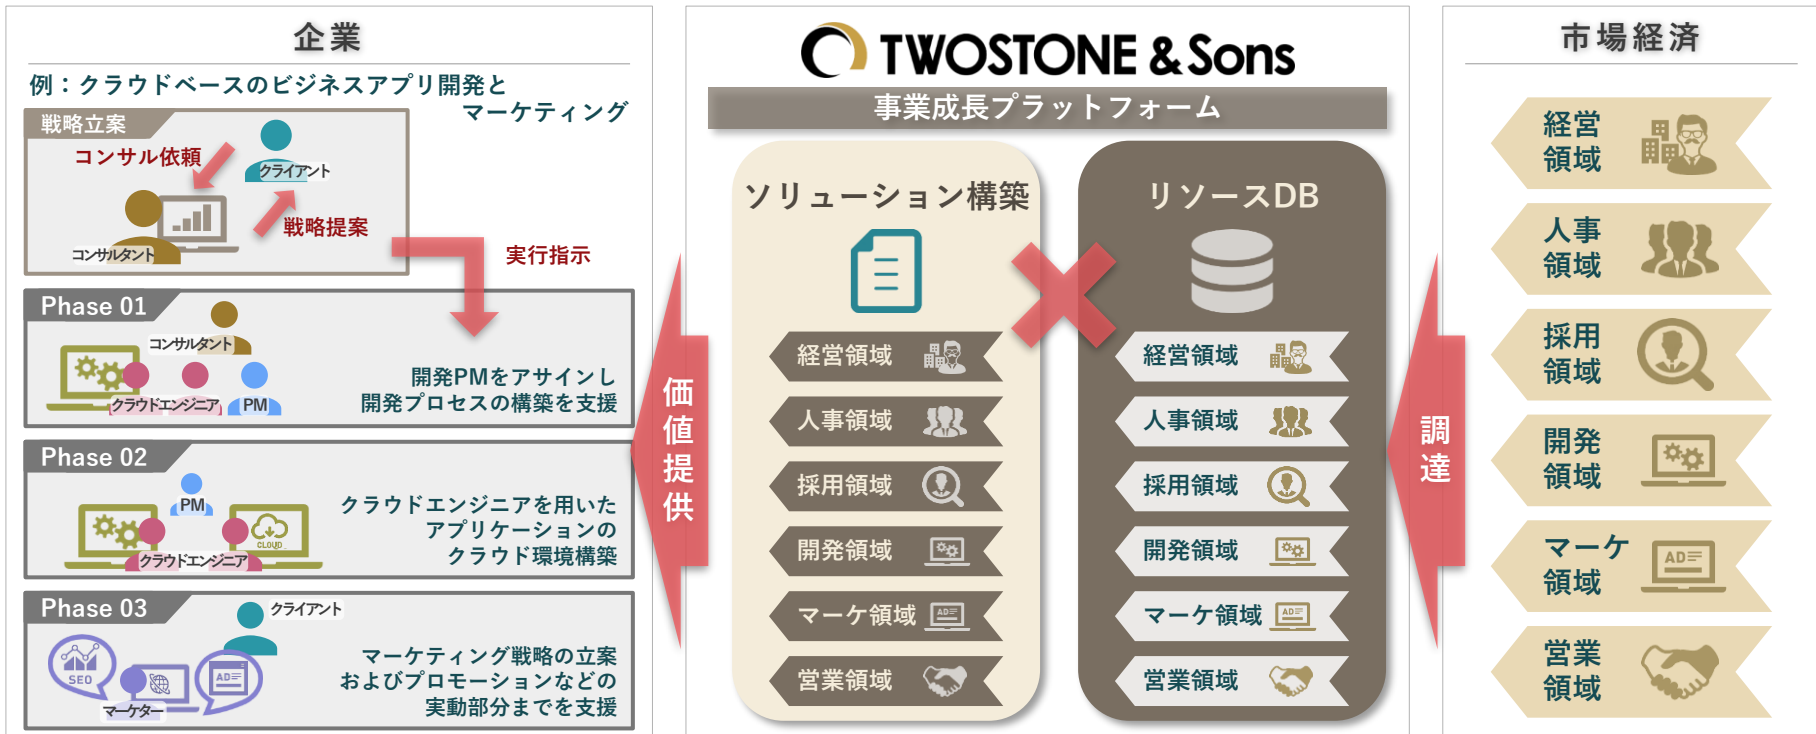 企業
例：クラウドベースのビジネスアプリ開発と
マーケティング
戦略立案
コンサル依頼
クライアント
戦略提案
コンサルタント
実行指示
Phase 01
コンサルタント
クラウドエンジニア
PM
開発PMをアサインし
開発プロセスの構築を支援
Phase 02
PM
CLOUD
クラウドエンジニア
クラウドエンジニアを用いた
アプリケーションの
クラウド環境構築
Phase 03
クライアント
SEO
AD
マーケター
マーケティング戦略の立案
およびプロモーションなどの
実動部分までを支援
価値提供
TWOSTONE & Sons
事業成長プラットフォーム
ソリューション構築
経営領域
人事領域
採用領域
開発領域
マーケ領域
AD
営業領域
リソースDB
経営領域
人事領域
採用領域
開発領域
マーケ領域
AD
営業領域
調達
市場経済
経営
領域
人事
領域
採用
領域
開発
領域
マーケ
領域
AD
営業
領域